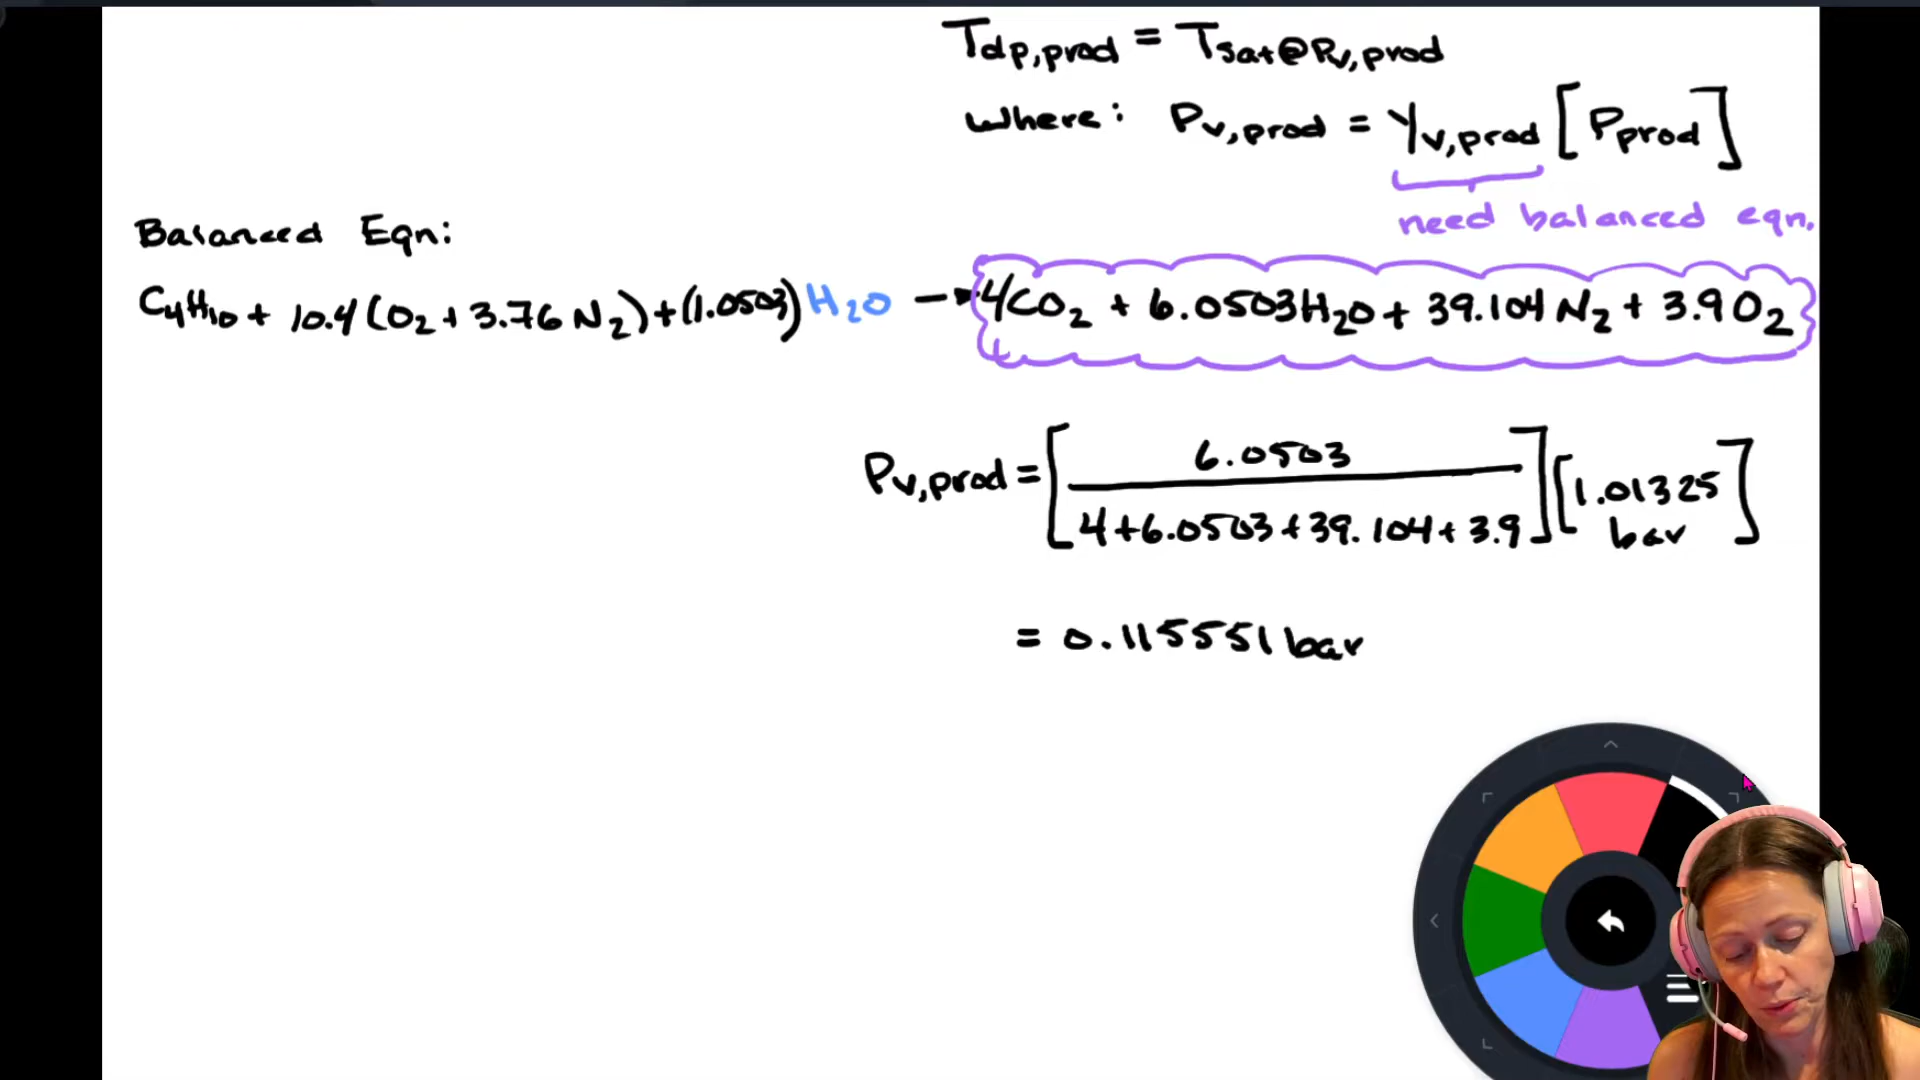 Tdp,prod = Tsat@Pv,prod
where: Pv,prod = yv,prod [Pprod]
need balanced eqn.
Balanced Eqn:
C4H10 + 10.4(O2 + 3.76 N2) + (1.0503) H2O → 4CO2 + 6.0503H2O + 39.104 N2 + 3.9 O2
Pv,prod = [6.0503 / 4+6.0503+39.104+3.9] [1.01325 bar]
= 0.115551 bar